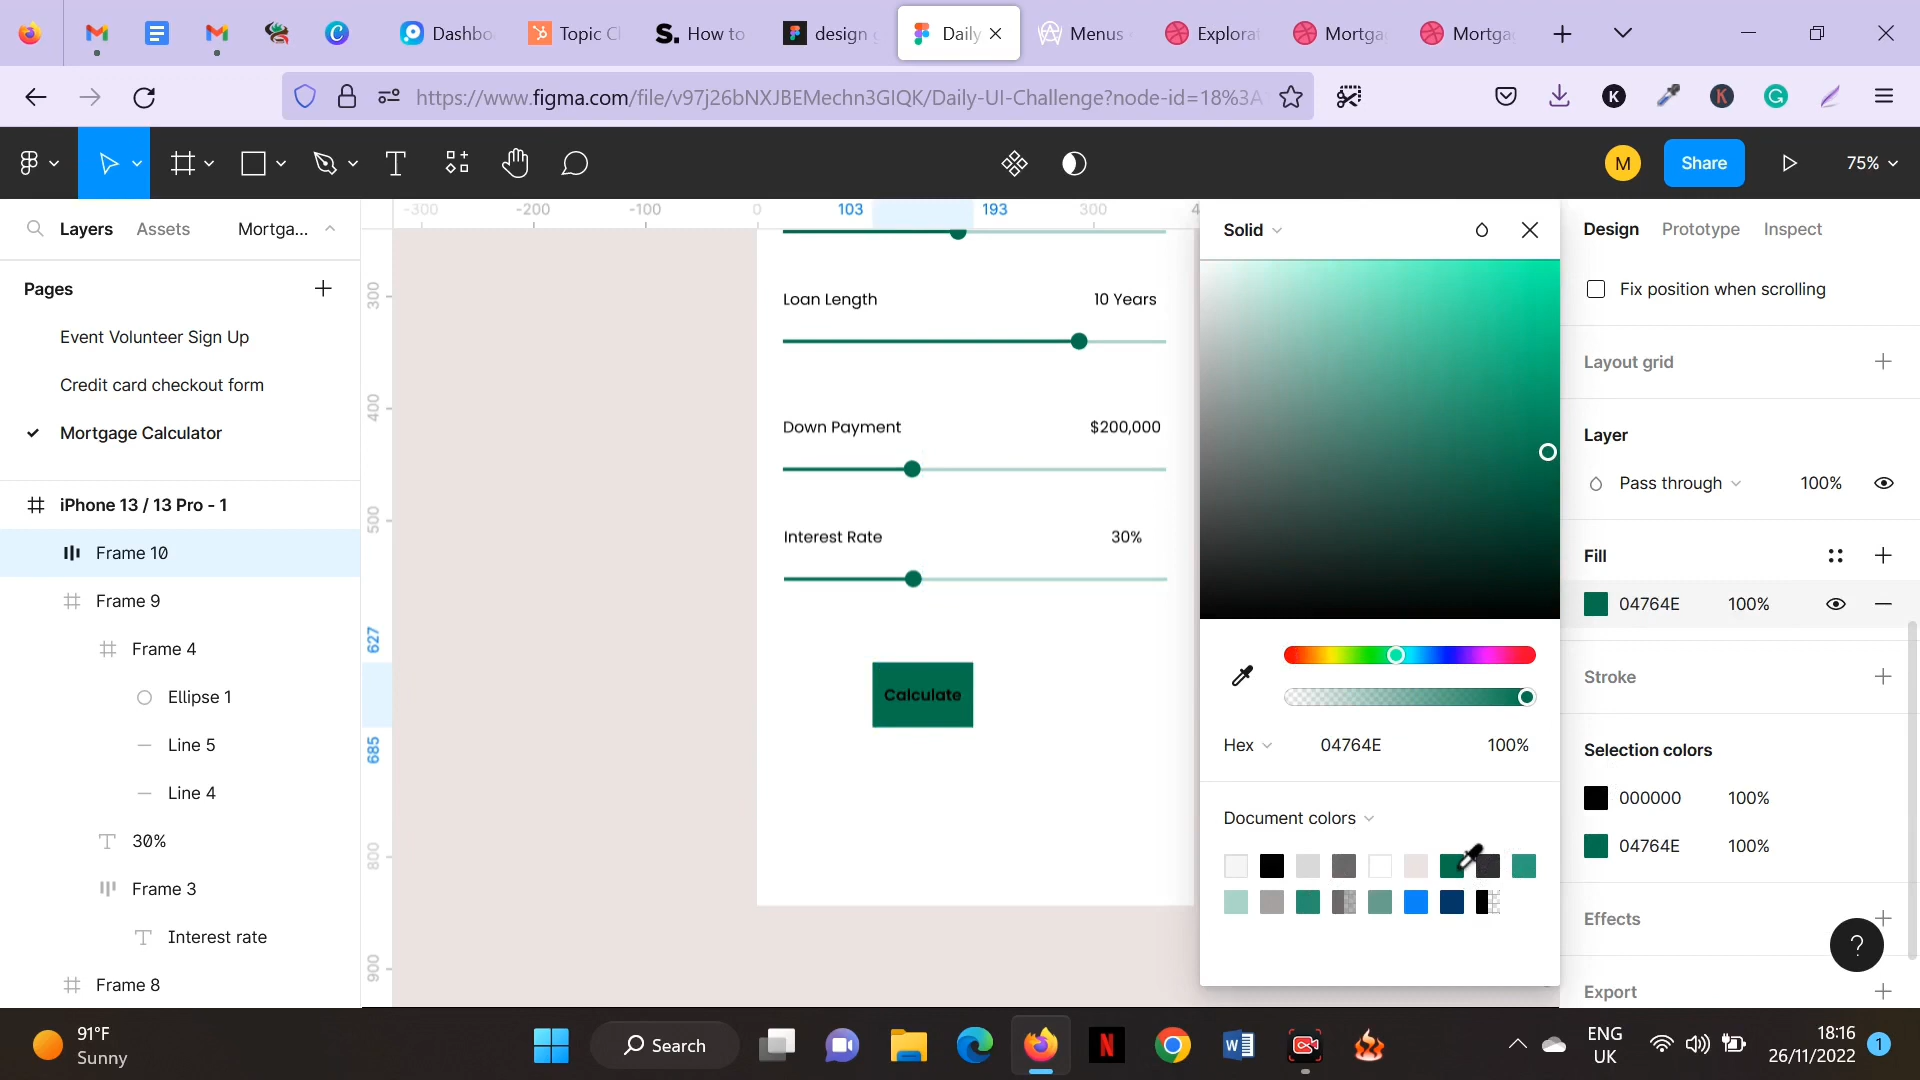 Dashbo
Topic Cl
How to
design g
Daily
Menus
Explorat
Mortga
Mortga
https://www.figma.com/file/v97j26bNXJBEMechn3GIQK/Daily-UI-Challenge?node-id=18%3A
M
Share
75%
Layers
Assets
Mortga...
Pages
Event Volunteer Sign Up
Credit card checkout form
Mortgage Calculator
iPhone 13 / 13 Pro - 1
Frame 10
Frame 9
Frame 4
Ellipse 1
Line 5
Line 4
30%
Frame 3
Interest rate
Frame 8
-300
-200
-100
0
103
193
300
300
400
500
627
685
800
900
Loan Length
10 Years
Down Payment
$200,000
Interest Rate
30%
Calculate
Solid
Hex
04764E
100%
Document colors
Design
Prototype
Inspect
Fix position when scrolling
Layout grid
Layer
Pass through
100%
Fill
04764E
100%
Stroke
Selection colors
000000
100%
04764E
100%
Effects
?
Export
91°F
Sunny
Search
ENG
UK
18:16
26/11/2022
1